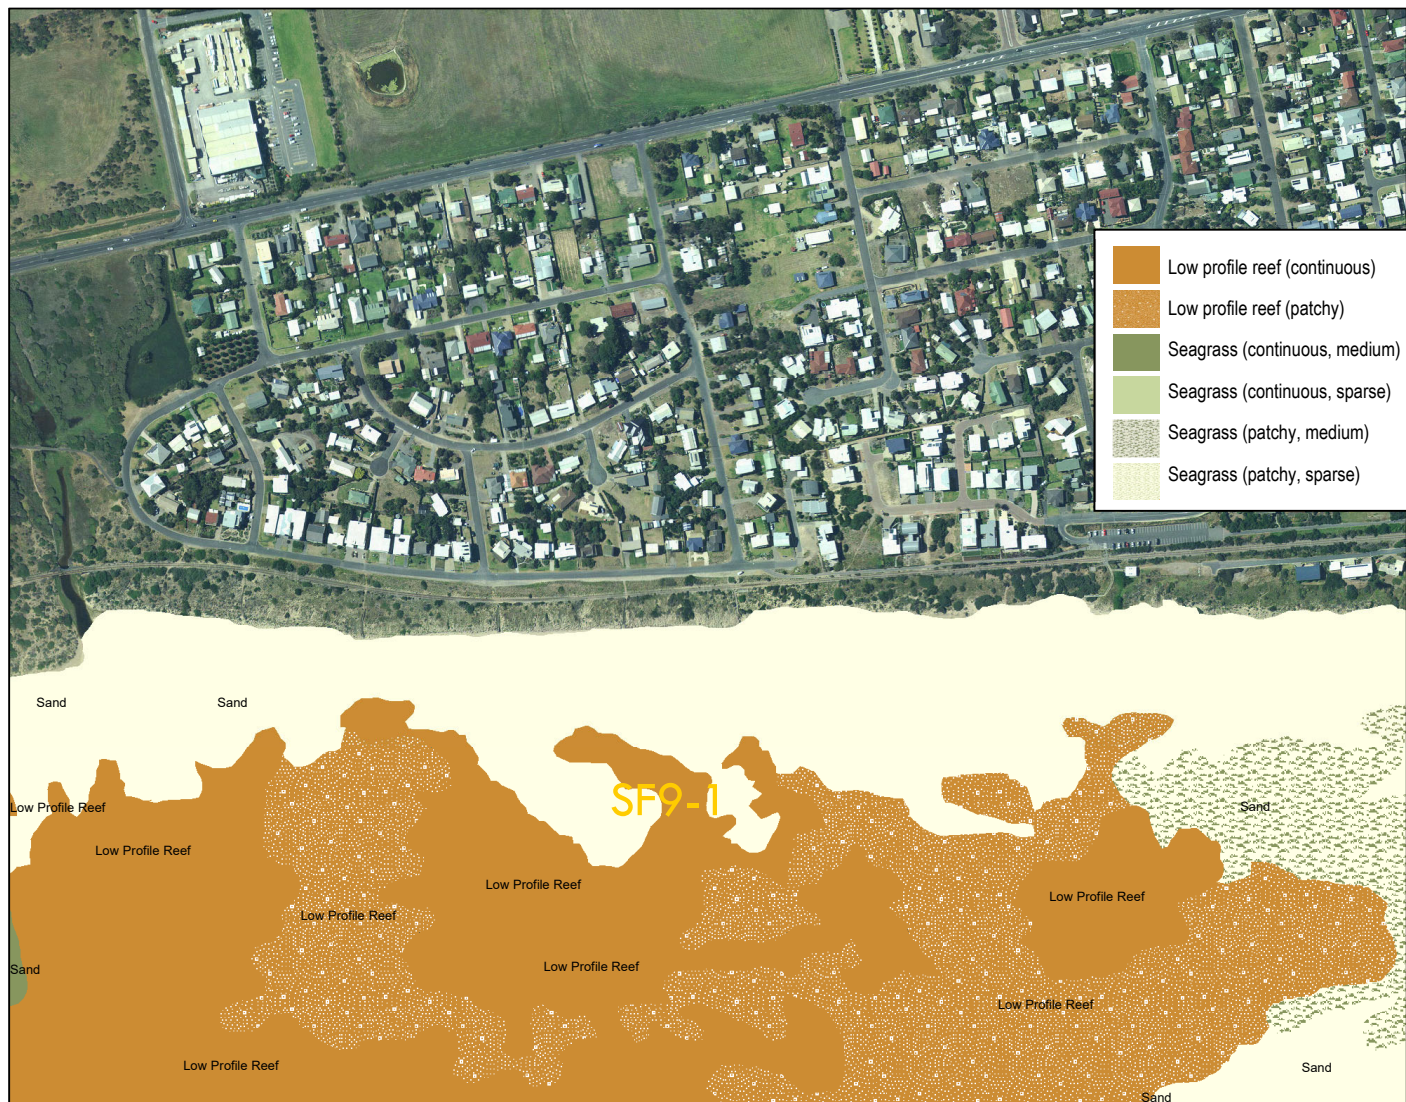 Low profile reef (continuous)
Low profile reef (patchy)
Seagrass (continuous, medium)
Seagrass (continuous, sparse)
Seagrass (patchy, medium)
Seagrass (patchy, sparse)
Sand
Sand
SF9-1
Low Profile Reef
Sand
Low Profile Reef
Low Profile Reef
Low Profile Reef
Low Profile Reef
Low Profile Reef
Sand
Low Profile Reef
Low Profile Reef
Sand
Sand